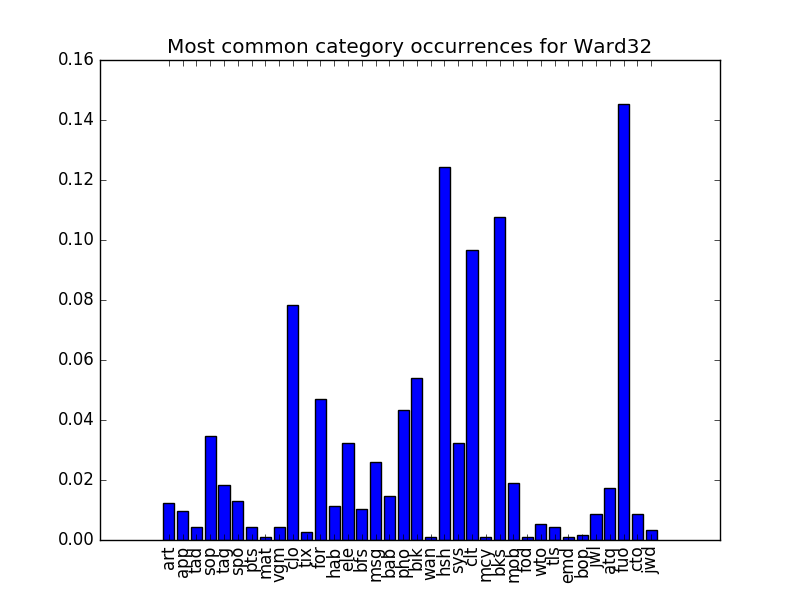 Most common category occurrences for Ward32
0.16
0.14
0.12
0.10
0.08
0.06
0.04
0.02
0.00
art
app
tad
sop
tag
spo
pts
mat
vgm
clo
tix
for
hab
ele
bfs
msg
bab
pho
bik
wan
hsh
sys
clt
mcy
bks
mob
fod
wto
tls
emd
bop
jwl
atq
fuo
cto
jwd